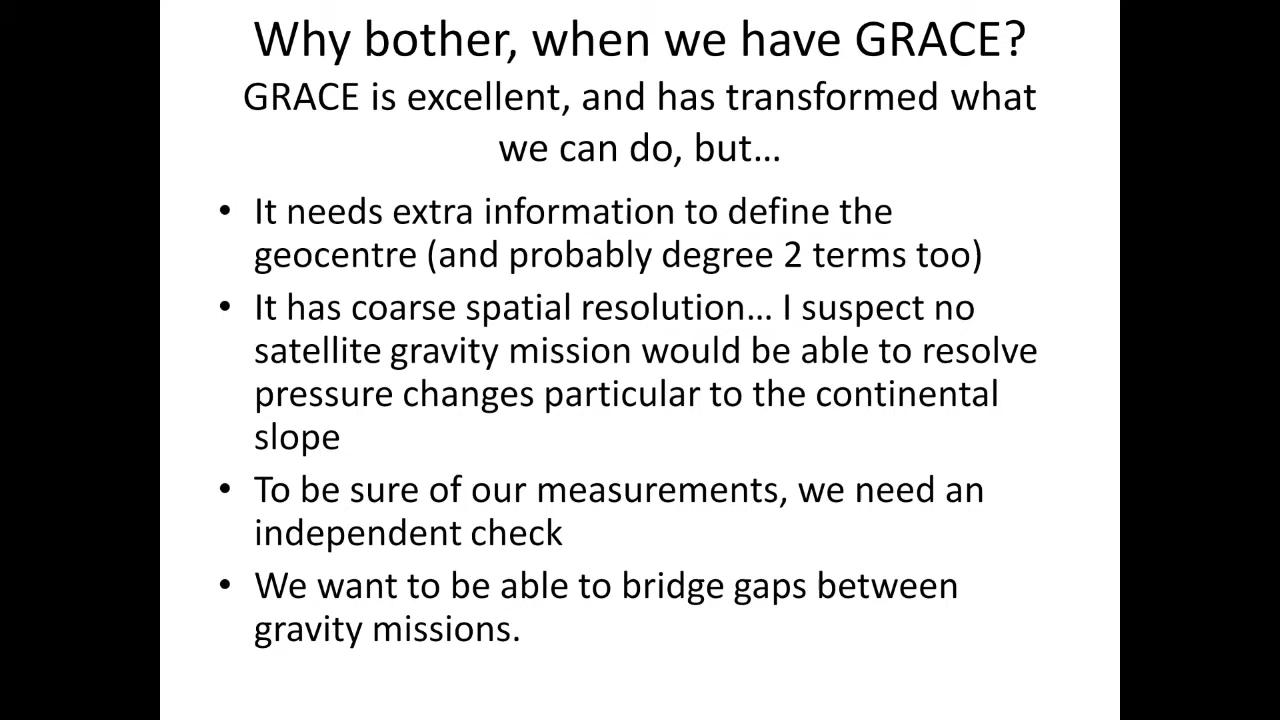 Why bother, when we have GRACE?
GRACE is excellent, and has transformed what
we can do, but…
• It needs extra information to define the
geocentre (and probably degree 2 terms too)
• It has coarse spatial resolution… I suspect no
satellite gravity mission would be able to resolve
pressure changes particular to the continental
slope
• To be sure of our measurements, we need an
independent check
• We want to be able to bridge gaps between
gravity missions.